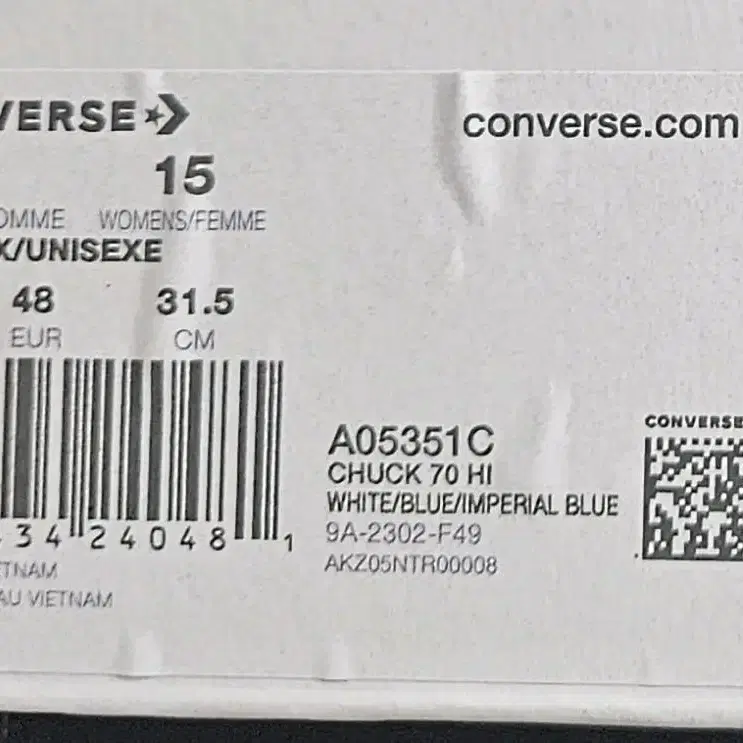 VERSE
converse.com
15
OMME WOMENS/FEMME
X/UNISEXE
48 31.5
EUR CM
A05351C
CHUCK 70 HI
WHITE/BLUE/IMPERIAL BLUE
9A-2302-F49
AKZ05NTR00008
34 24048 1
TNAM
AU VIETNAM
CONVERSE